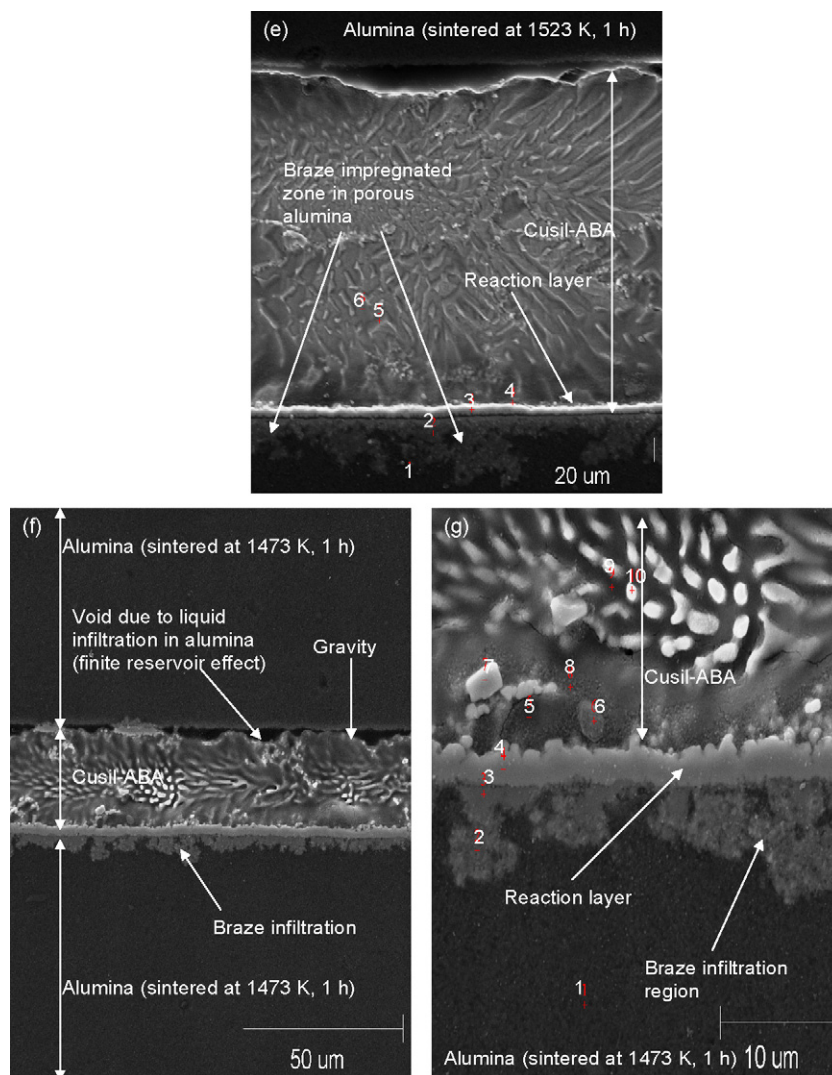 (e)
Alumina (sintered at 1523 K, 1 h)
Braze impregnated
zone in porous
alumina
Cusil-ABA
Reaction layer
6
5
4
3
2
1
20 um
(f)
Alumina (sintered at 1473 K, 1 h)
Void due to liquid
infiltration in alumina
(finite reservoir effect)
Gravity
Cusil-ABA
Braze infiltration
Alumina (sintered at 1473 K, 1 h)
50 um
(g)
9
10
7
8
Cusil-ABA
5
6
4
3
2
Reaction layer
Braze infiltration
region
1
Alumina (sintered at 1473 K, 1 h)
10 um